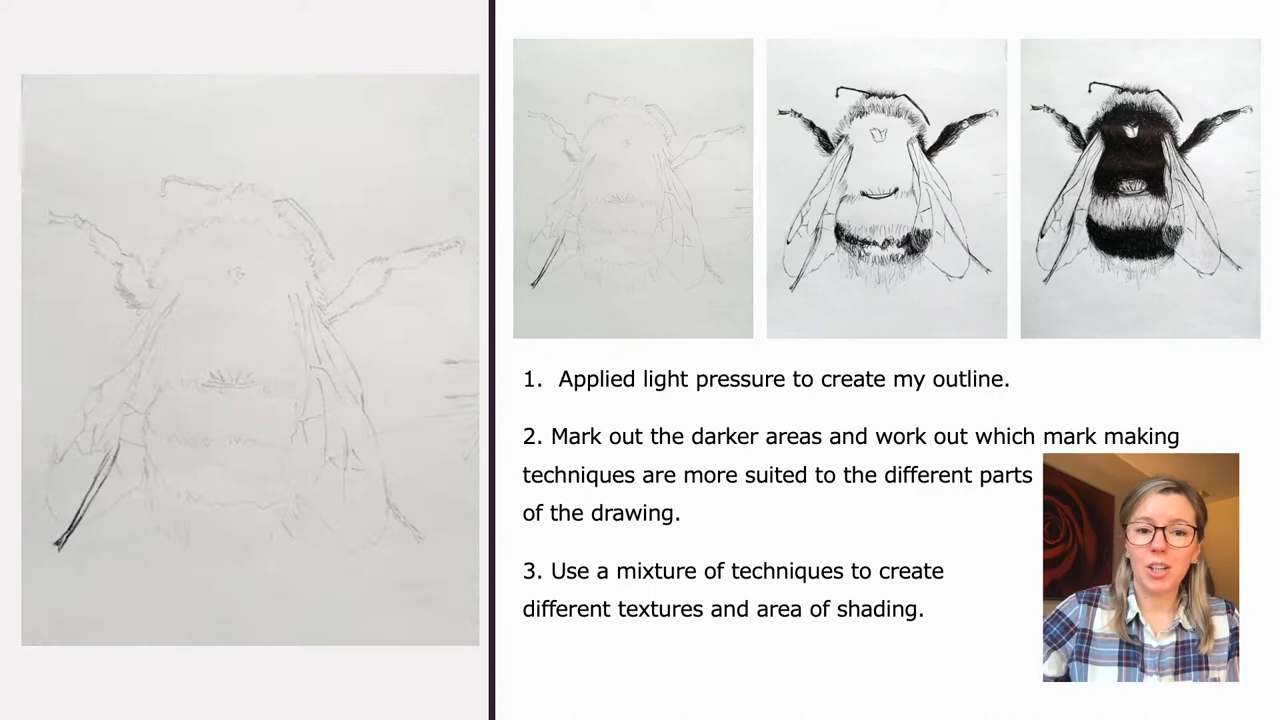 1. Applied light pressure to create my outline.
2. Mark out the darker areas and work out which mark making
techniques are more suited to the different parts
of the drawing.
3. Use a mixture of techniques to create
different textures and area of shading.